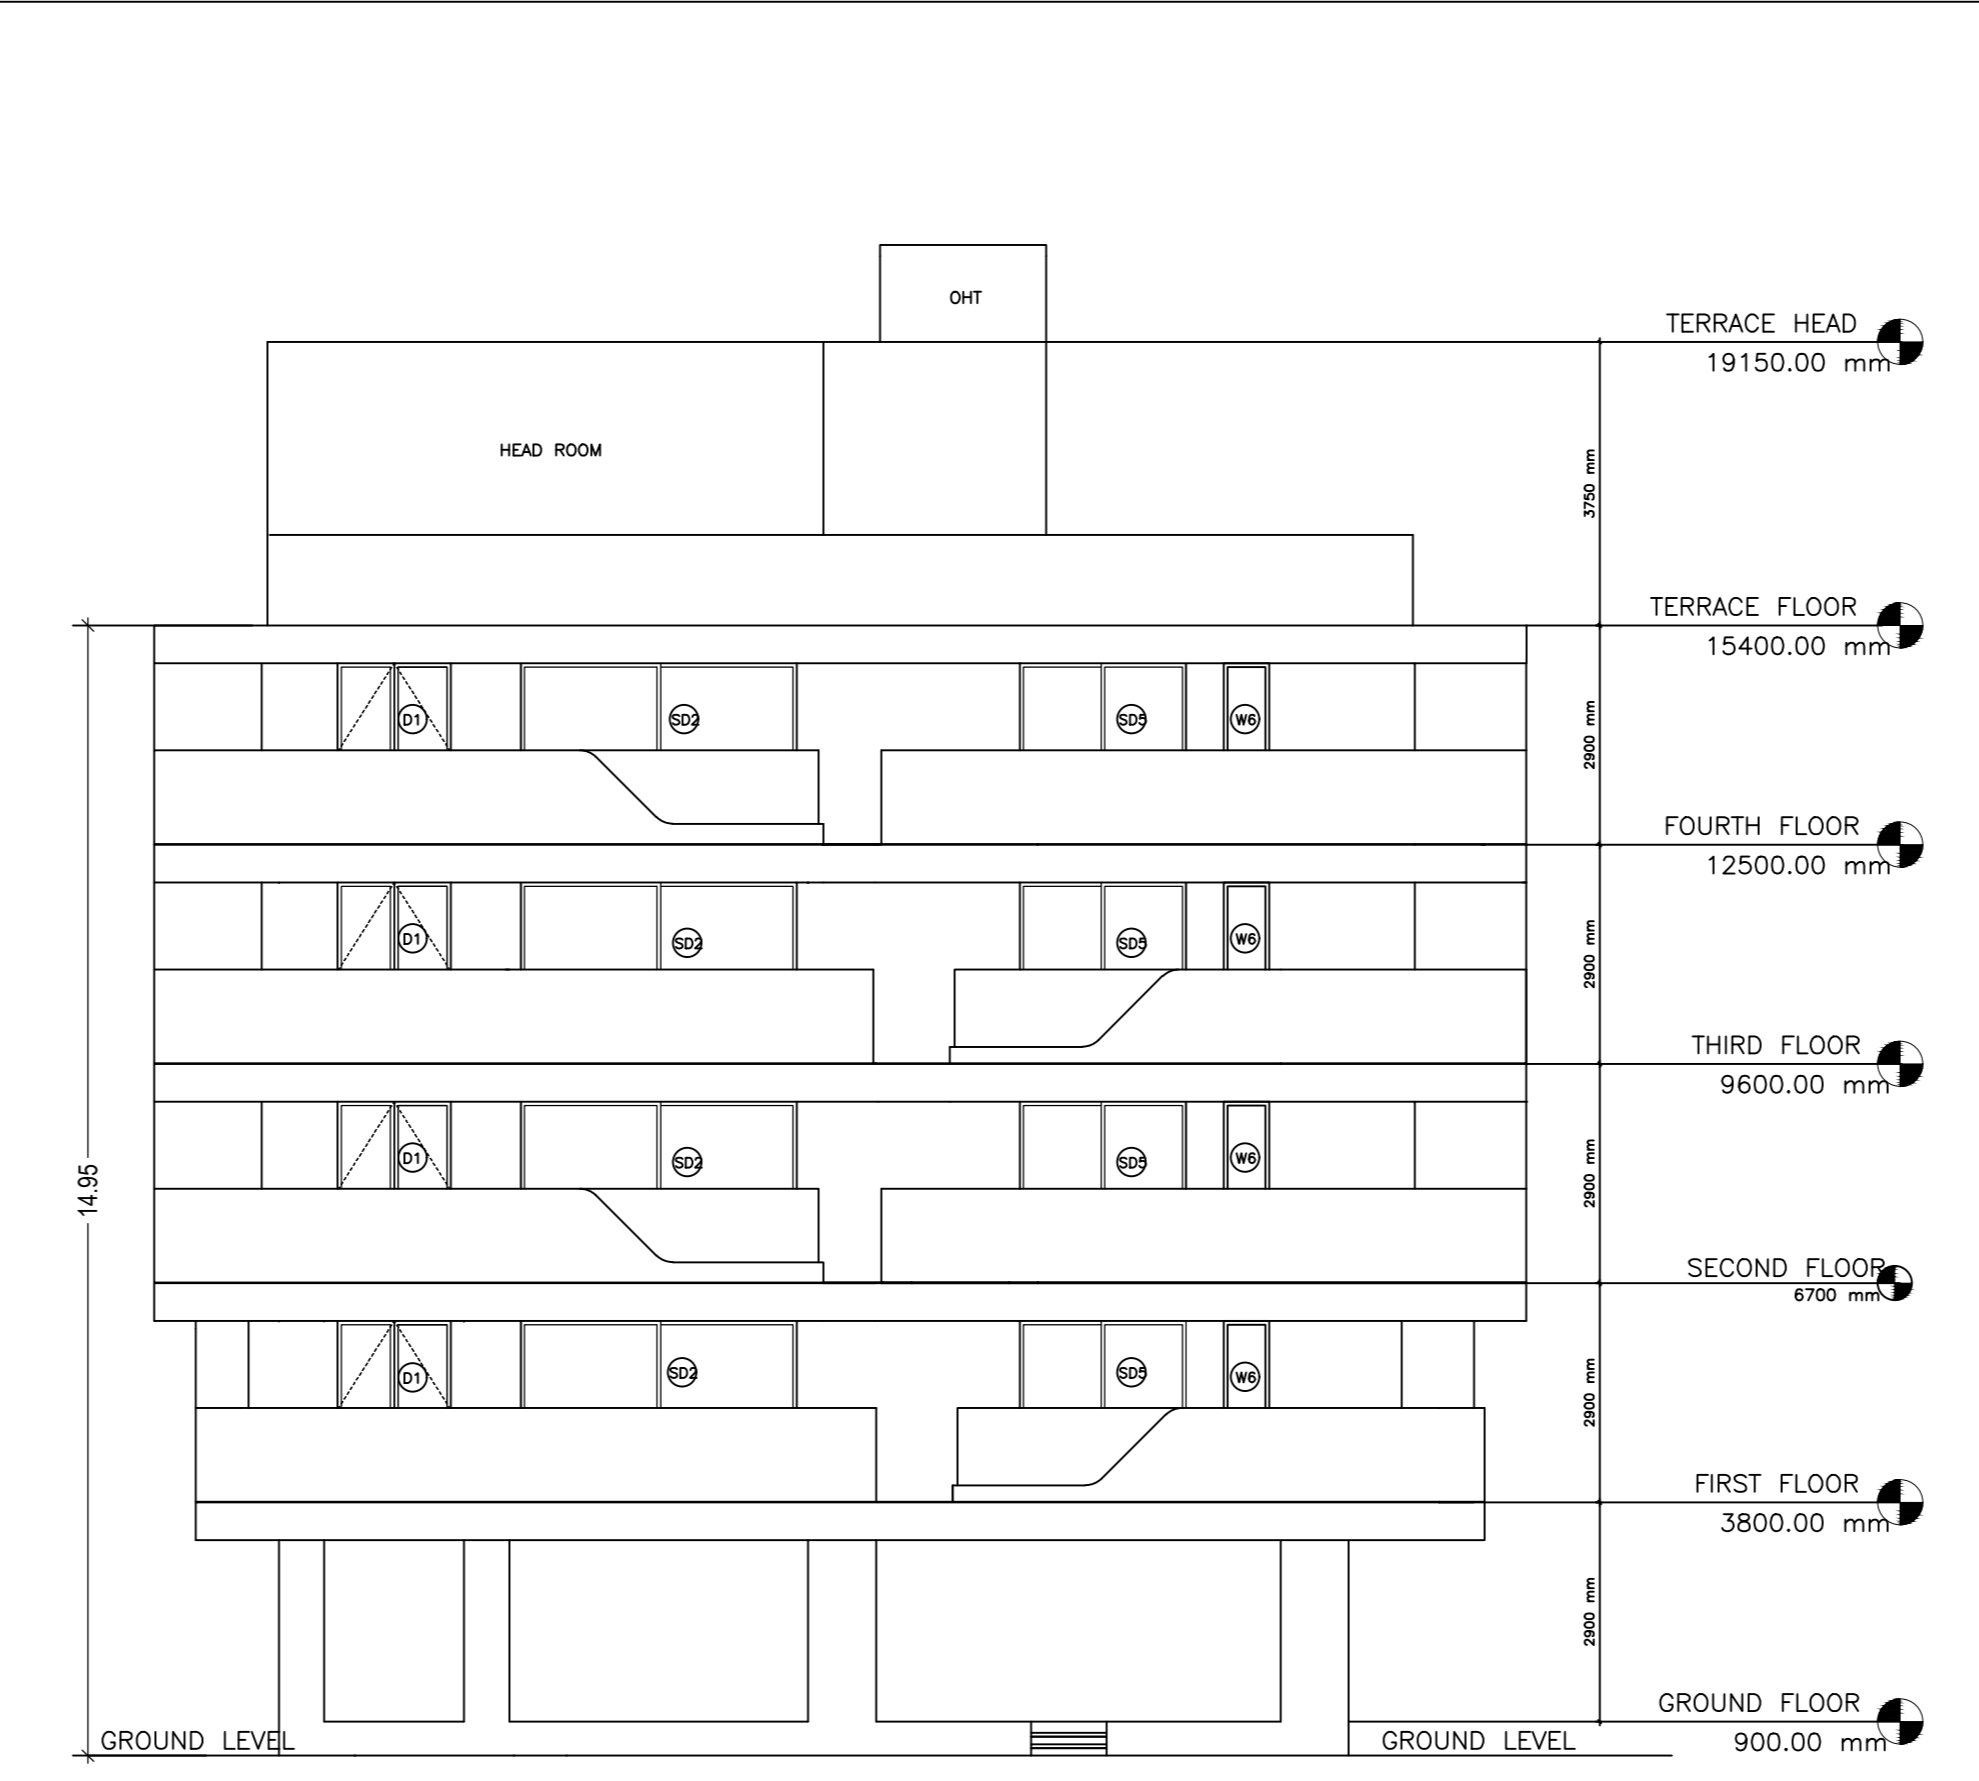 OHT
TERRACE HEAD
19150.00 mm
HEAD ROOM
3750 mm
TERRACE FLOOR
15400.00 mm
D1
SD2
SD5
W6
2900 mm
FOURTH FLOOR
12500.00 mm
D1
SD2
SD5
W6
2900 mm
THIRD FLOOR
9600.00 mm
D1
SD2
SD5
W6
2900 mm
14.95
SECOND FLOOR
6700 mm
D1
SD2
SD5
W6
2900 mm
FIRST FLOOR
3800.00 mm
2900 mm
GROUND FLOOR
900.00 mm
GROUND LEVEL
GROUND LEVEL